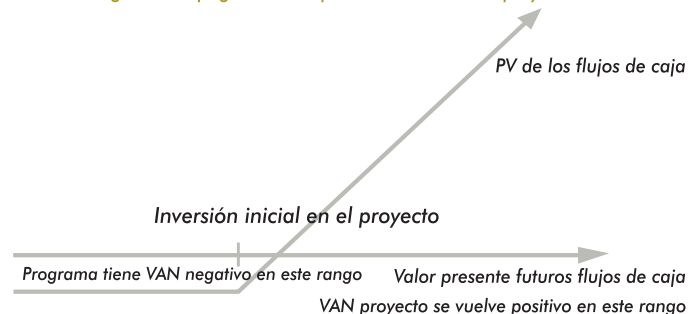 PV de los flujos de caja
Inversión inicial en el proyecto
Programa tiene VAN negativo en este rango
Valor presente futuros flujos de caja
VAN proyecto se vuelve positivo en este rango